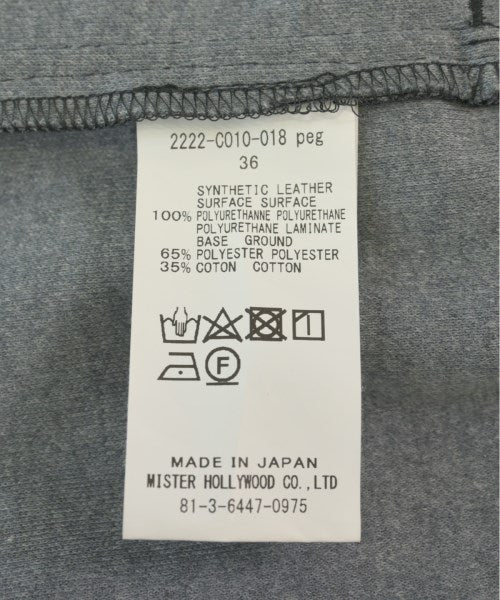 2222-C010-018 peg
36
SYNTHETIC LEATHER
SURFACE SURFACE
100% POLYURETHANNE POLYURETHANE
POLYURETHANE LAMINATE
BASE GROUND
65% POLYESTER POLYESTER
35% COTON COTTON
F
MADE IN JAPAN
MISTER HOLLYWOOD CO.,LTD
81-3-6447-0975